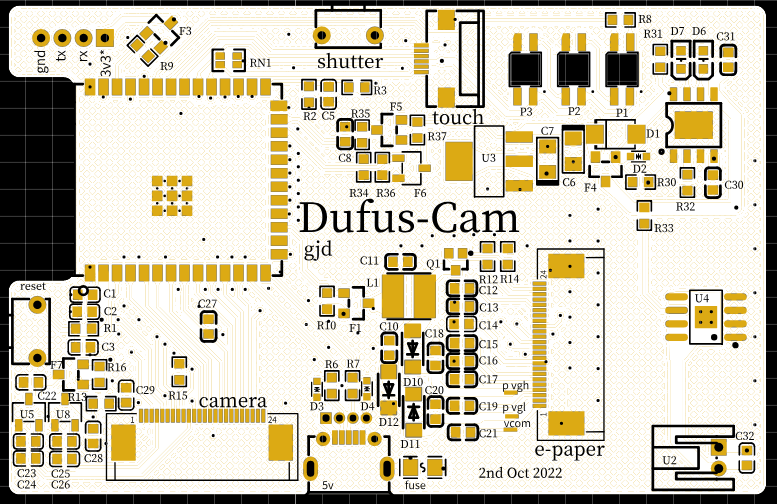 R8
F3
D7 D6
R31
C31
shutter
gnd
tx
rx
3v3*
R9
RN1
R3
touch
P3
P2
P1
R2
C5
R35
F5
R37
C7
D1
C8
U3
D2
C6
F4
R30
C30
R34
R36
F6
R32
Dufus-Cam
R33
gjd
C11
Q1
24
R12
R14
reset
L1
C1
C12
U4
C2
R10
F1
C13
C27
R1
C14
C10
C18
C3
C15
C16
F7
R16
R6
R7
C17
D10
p vgh
R13
C22
C29
R15
D3
D4
camera
C20
C19
p vgl
1
U5
U8
D12
vcom
1
24
D11
C21
C28
e-paper
C32
U2
C23
C25
C24
C26
5v
fuse
2nd Oct 2022